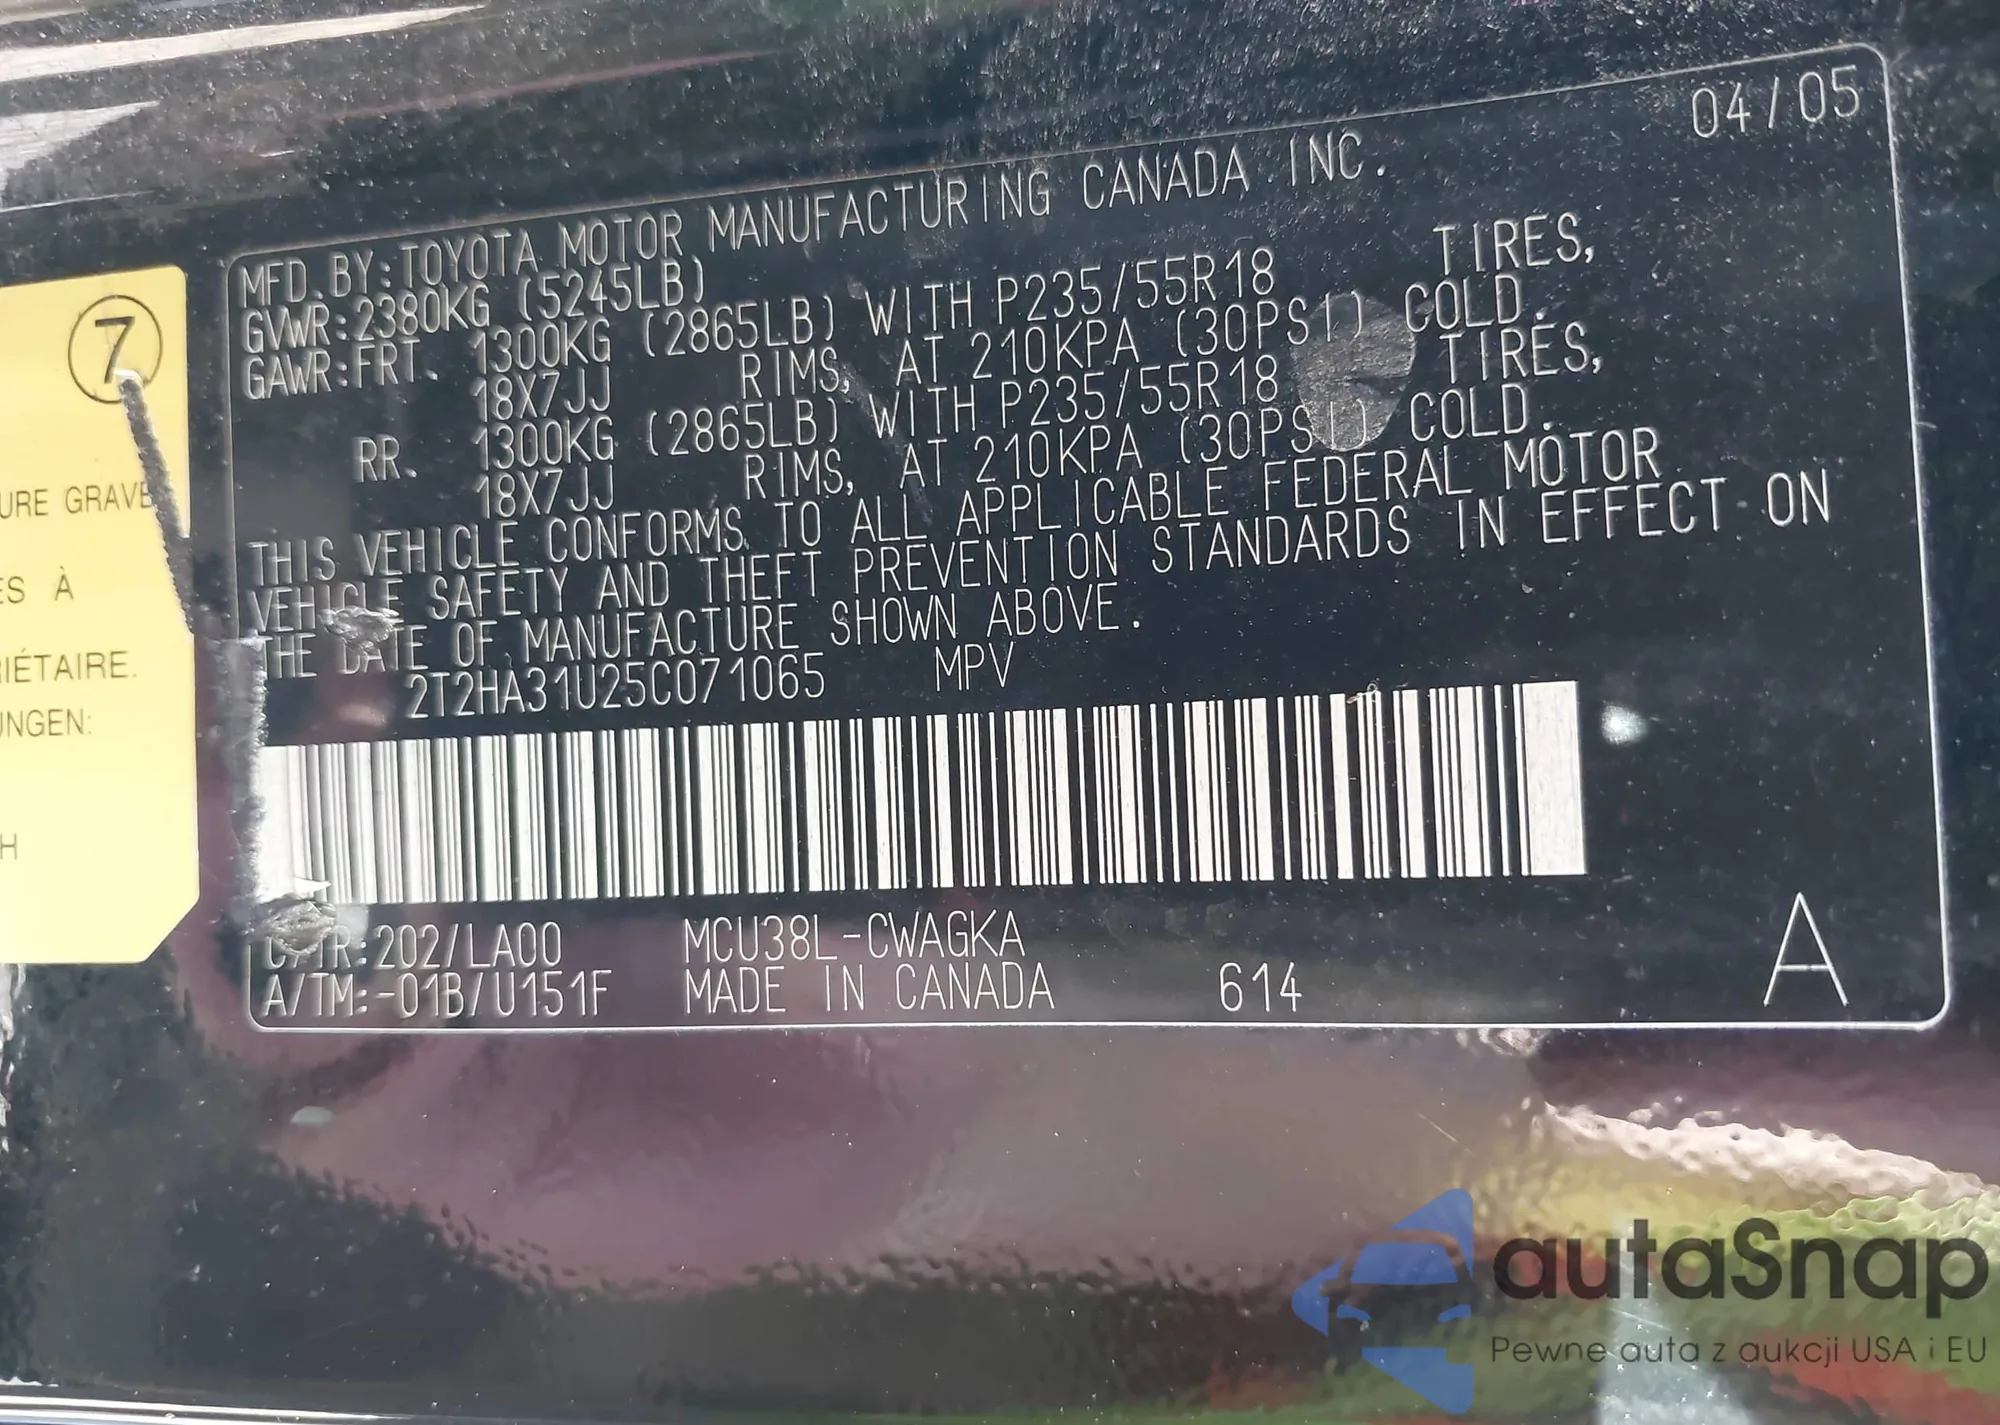 04/05
MFD.BY:TOYOTA MOTOR MANUFACTURING CANADA INC.
GVWR:2380KG (5245LB)
GAWR:FRT. 1300KG (2865LB) WITH P235/55R18 TIRES,
18X7JJ RIMS, AT 210KPA (30PSI) COLD.
RR. 1300KG (2865LB) WITH P235/55R18 TIRES,
18X7JJ RIMS, AT 210KPA (30PSI) COLD.
THIS VEHICLE CONFORMS TO ALL APPLICABLE FEDERAL MOTOR
VEHICLE SAFETY AND THEFT PREVENTION STANDARDS IN EFFECT ON
THE DATE OF MANUFACTURE SHOWN ABOVE.
2T2HA31U25C071065 MPV
C/TR:202/LA00 MCU38L-CWAGKA
A/TM:-01B/U151F MADE IN CANADA 614 A
7
URE GRAVE
ES À
RIÉTAIRE.
UNGEN:
H
autaSnap
Pewne auta z aukcji USA i EU